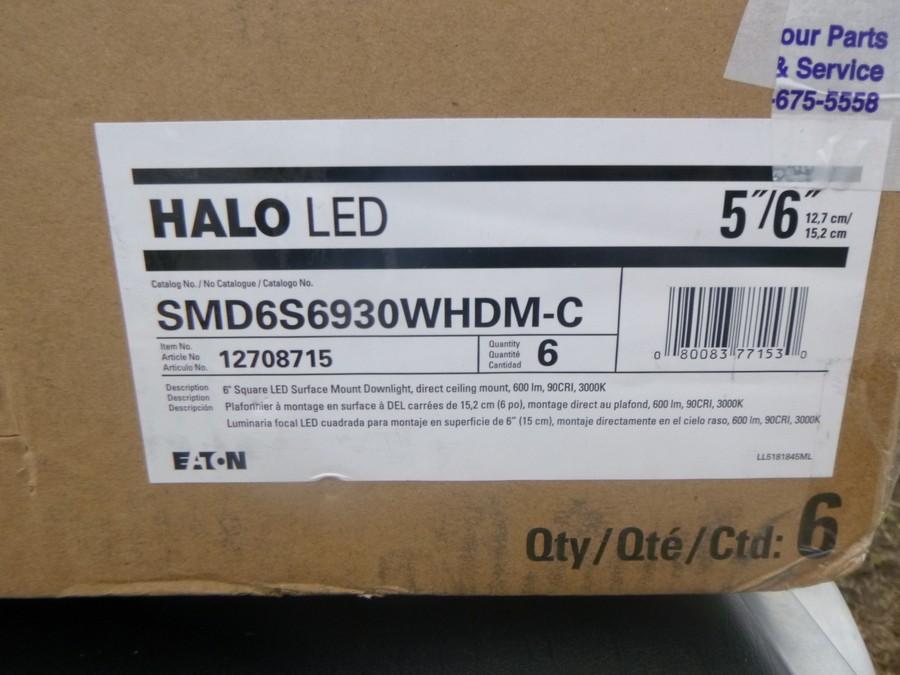 our Parts
& Service
-675-5558
HALO LED
5"/6"
12,7 cm/
15,2 cm
Catalog No. / No Catalogue / Catalogo No.
SMD6S6930WHDM-C
Item No.
Article No
Articulo No.
12708715
Quantity
Quantité
Cantidad
6
0 80083 77153 0
Description
Description
Descripción
6" Square LED Surface Mount Downlight, direct ceiling mount, 600 lm, 90CRI, 3000K
Plafonnier à montage en surface à DEL carrées de 15,2 cm (6 po), montage direct au plafond, 600 lm, 90CRI, 3000K
Luminaria focal LED cuadrada para montaje en superficie de 6" (15 cm), montaje directamente en el cielo raso, 600 lm, 90CRI, 3000K
EATON
LL5181845ML
Qty/Qté/Ctd: 6